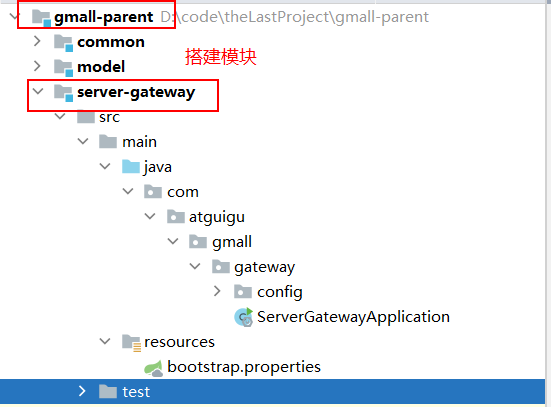 gmall-parent D:\code\theLastProject\gmall-parent
common
model
搭建模块
server-gateway
src
main
java
com
atguigu
gmall
gateway
config
ServerGatewayApplication
resources
bootstrap.properties
test